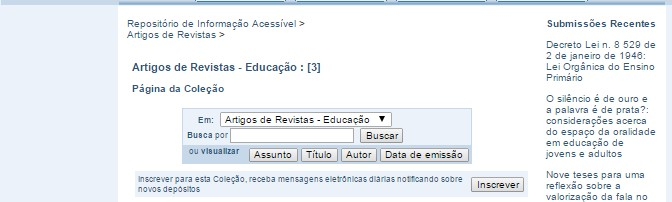 Repositório de Informação Acessível >
Artigos de Revistas >
Artigos de Revistas - Educação : [3]
Página da Coleção
Em: Artigos de Revistas - Educação ▼
Busca por Buscar
ou visualizar Assunto Título Autor Data de emissão
Inscrever para esta Coleção, receba mensagens eletrônicas diárias notificando sobre
novos depósitos
Inscrever
Submissões Recentes
Decreto Lei n. 8 529 de
2 de janeiro de 1946:
Lei Orgânica do Ensino
Primário
O silêncio é de ouro e
a palavra é de prata?:
considerações acerca
do espaço da oralidade
em educação de
jovens e adultos
Nove teses para uma
reflexão sobre a
valorização da fala no